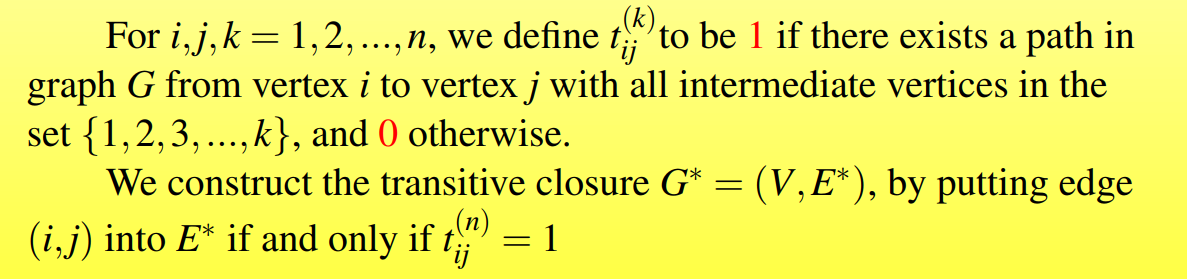 For i,j,k = 1,2,...,n, we define t_{ij}^{(k)} to be 1 if there exists a path in
graph G from vertex i to vertex j with all intermediate vertices in the
set {1,2,3,...,k}, and 0 otherwise.
We construct the transitive closure G* = (V,E*), by putting edge
(i,j) into E* if and only if t_{ij}^{(n)} = 1